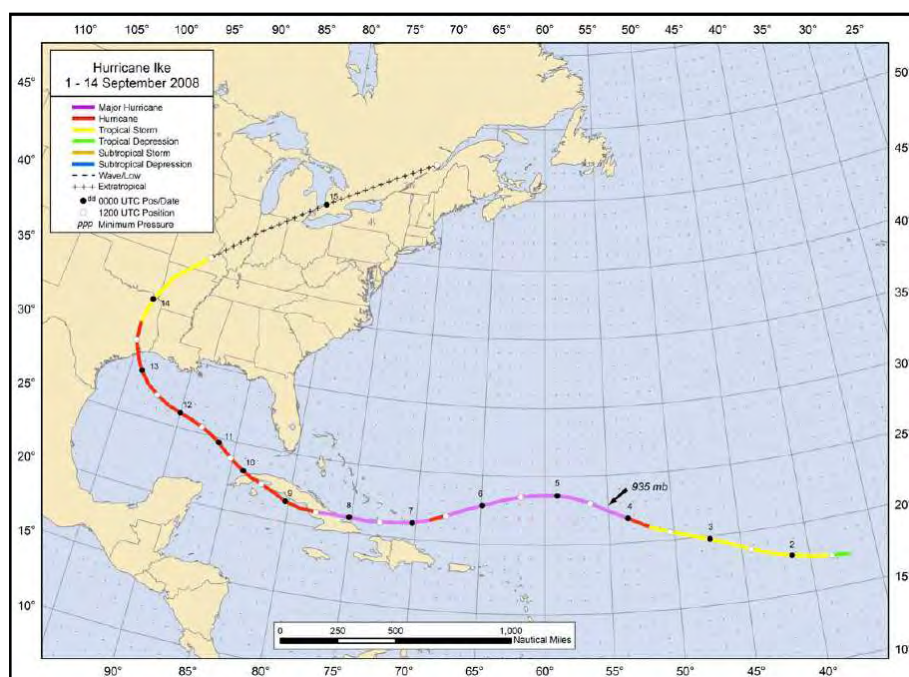 110° 105° 100° 95° 90° 85° 80° 75° 70° 65° 60° 55° 50° 45° 40° 35° 30° 25°
Hurricane Ike
1 - 14 September 2008
Major Hurricane
Hurricane
Tropical Storm
Tropical Depression
Subtropical Storm
Subtropical Depression
Wave/Low
Extratropical
dd 0000 UTC Pos/Date
1200 UTC Position
ppp Minimum Pressure
45°
40°
35°
30°
25°
20°
15°
10°
50°
45°
40°
35°
30°
25°
20°
15°
10°
15
14
13
12
11
10
9
8
7
6
5
935 mb
4
3
2
0 250 500 1,000
Nautical Miles
90° 85° 80° 75° 70° 65° 60° 55° 50° 45° 40°